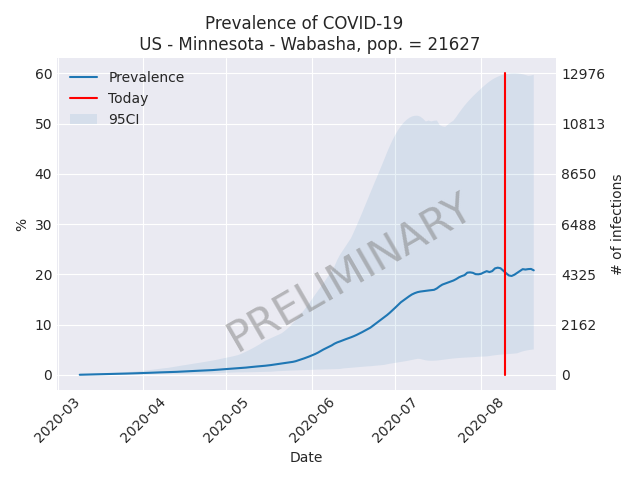 Prevalence of COVID-19
US - Minnesota - Wabasha, pop. = 21627
Prevalence
Today
95CI
PRELIMINARY
60
50
40
30
20
10
0
%
12976
10813
8650
6488
4325
2162
0
# of infections
2020-03
2020-04
2020-05
2020-06
2020-07
2020-08
Date